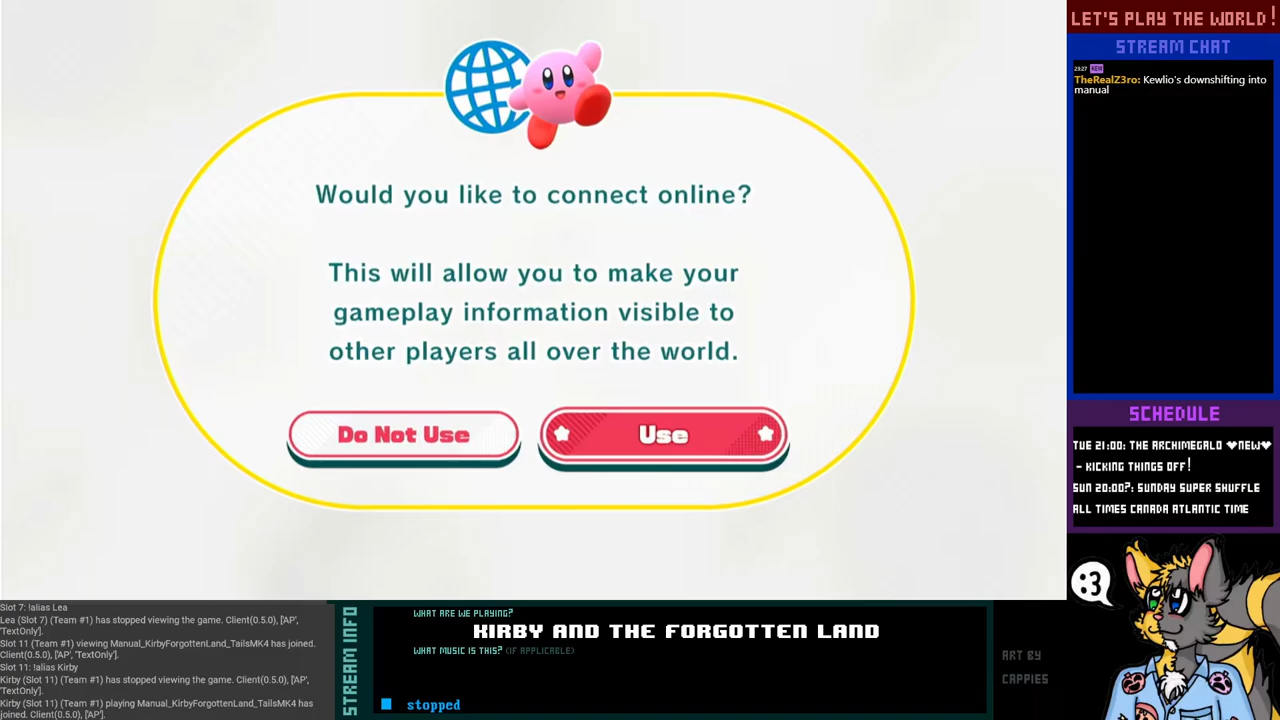 Would you like to connect online?
This will allow you to make your
gameplay information visible to
other players all over the world.
Do Not Use
Use
LET'S PLAY THE WORLD!
STREAM CHAT
23:27 NEW
TheRealZ3ro: Kewlio's downshifting into
manual
SCHEDULE
TUE 21:00: THE ARCHIMEGALO ♥NEW♥
- KICKING THINGS OFF!
SUN 20:00?: SUNDAY SUPER SHUFFLE
ALL TIMES CANADA ATLANTIC TIME
:3
Slot 7: !alias Lea
Lea (Slot 7) (Team #1) has stopped viewing the game. Client(0.5.0), ['AP',
'TextOnly'].
Slot 11 (Team #1) viewing Manual_KirbyForgottenLand_TailsMK4 has joined.
Client(0.5.0), ['AP', 'TextOnly'].
Slot 11: !alias Kirby
Kirby (Slot 11) (Team #1) has stopped viewing the game. Client(0.5.0), ['AP',
'TextOnly'].
Kirby (Slot 11) (Team #1) playing Manual_KirbyForgottenLand_TailsMK4 has
joined. Client(0.5.0), ['AP'].
STREAM INFO
WHAT ARE WE PLAYING?
KIRBY AND THE FORGOTTEN LAND
WHAT MUSIC IS THIS? (IF APPLICABLE)
stopped
ART BY
CAPPIES